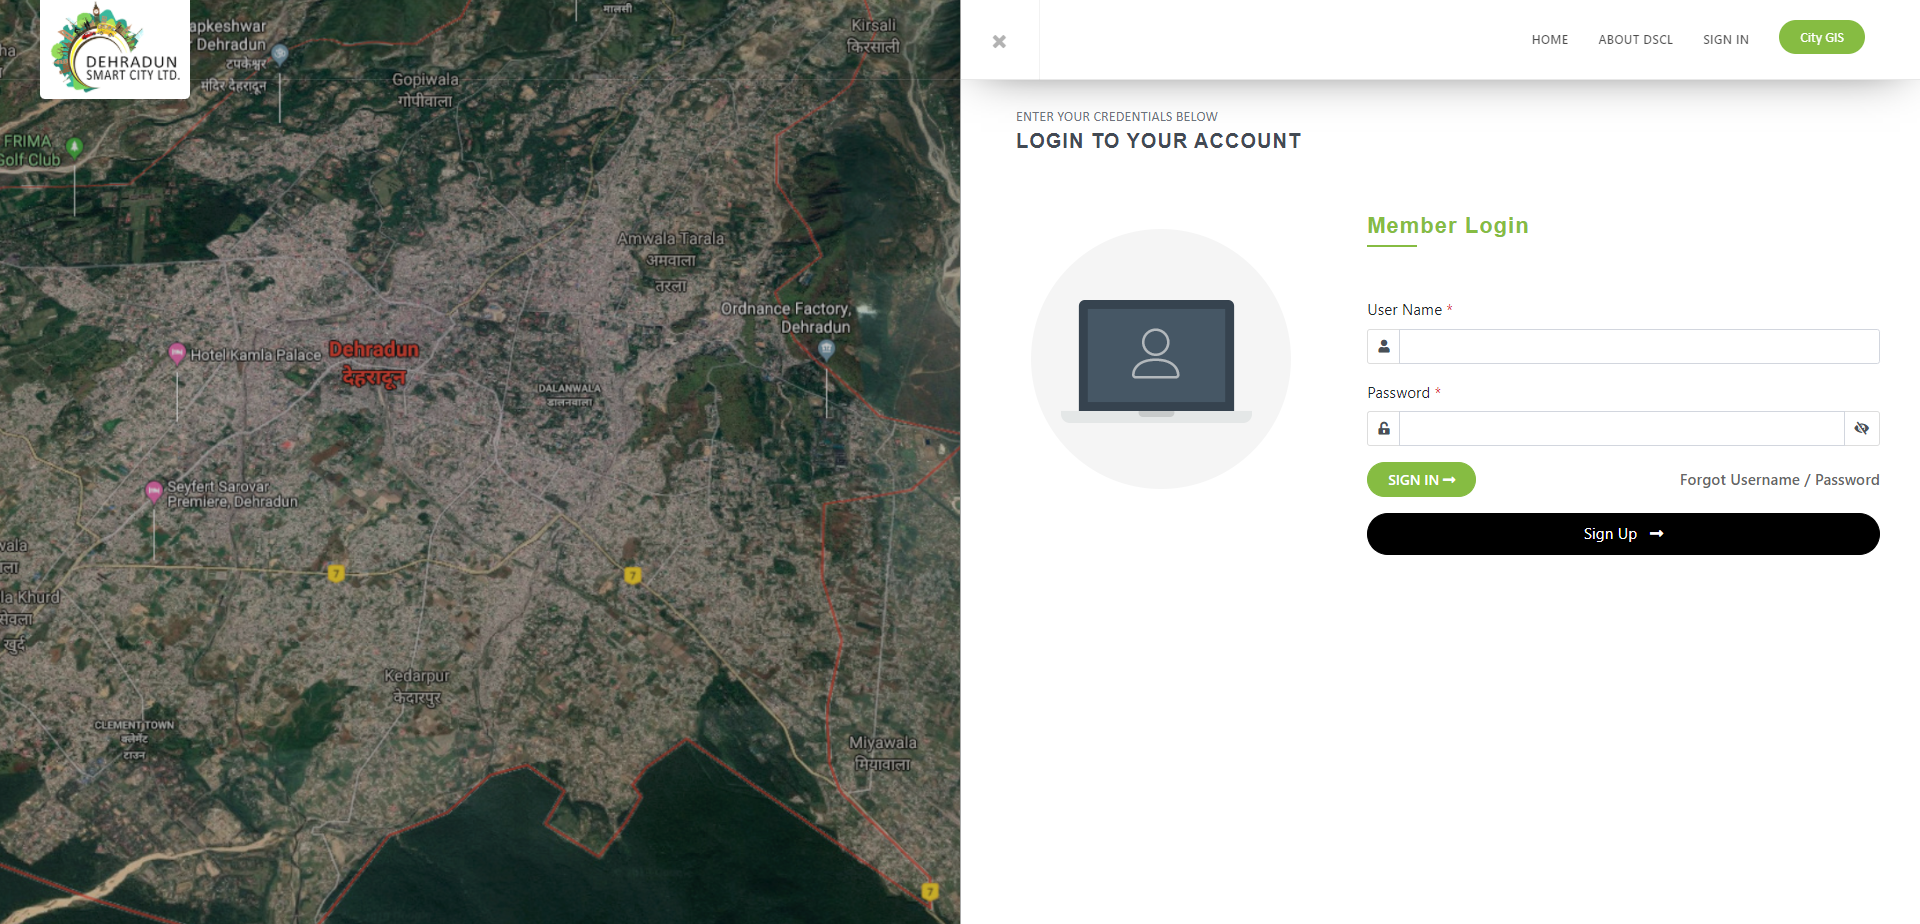 DEHRADUN
SMART CITY LTD.
apkeshwar
Dehradun
टपकेश्वर
मंदिर देहरादून
मालसी
Kirsali
किरसाली
Gopiwala
गोपीवाला
FRIMA
Golf Club
Amwala Tarala
अमवाला
तरला
Ordnance Factory,
Dehradun
Hotel Kamla Palace
Dehradun
देहरादून
DALANWALA
डालनवाला
Seyfert Sarovar
Premiere, Dehradun
7
7
la Khurd
सेवला
खुर्द
Kedarpur
केदारपुर
CLEMENT TOWN
क्लेमेंट
टाउन
Miyawala
मियावाला
7
HOME
ABOUT DSCL
SIGN IN
City GIS
ENTER YOUR CREDENTIALS BELOW
LOGIN TO YOUR ACCOUNT
Member Login
User Name *
Password *
SIGN IN
Forgot Username / Password
Sign Up